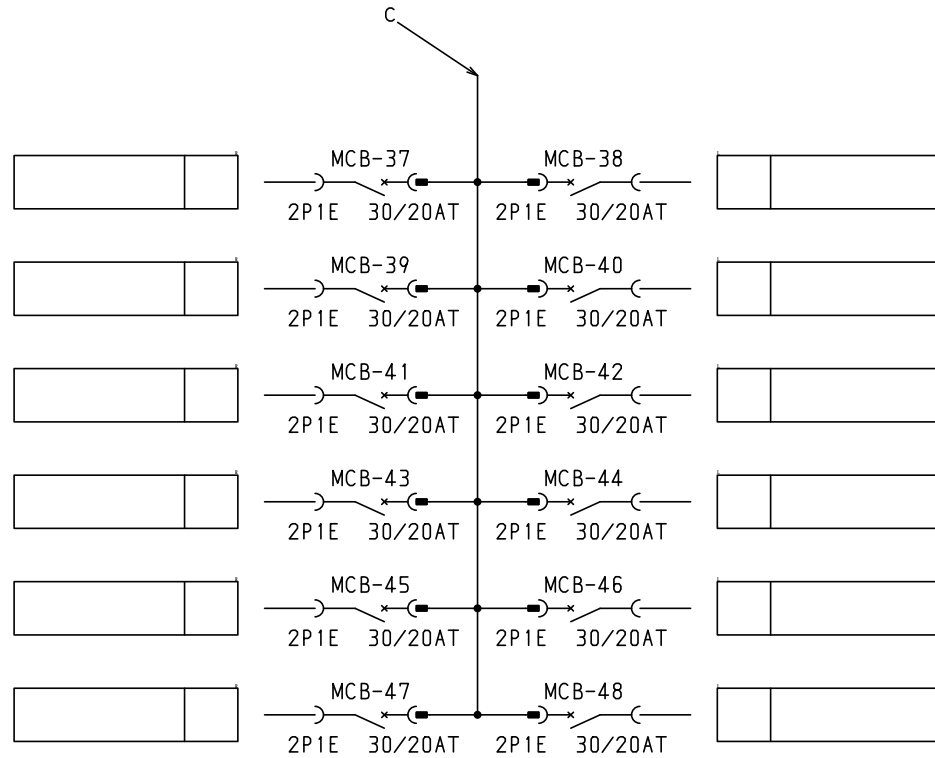 C
MCB-37 MCB-38
2P1E 30/20AT 2P1E 30/20AT
MCB-39 MCB-40
2P1E 30/20AT 2P1E 30/20AT
MCB-41 MCB-42
2P1E 30/20AT 2P1E 30/20AT
MCB-43 MCB-44
2P1E 30/20AT 2P1E 30/20AT
MCB-45 MCB-46
2P1E 30/20AT 2P1E 30/20AT
MCB-47 MCB-48
2P1E 30/20AT 2P1E 30/20AT